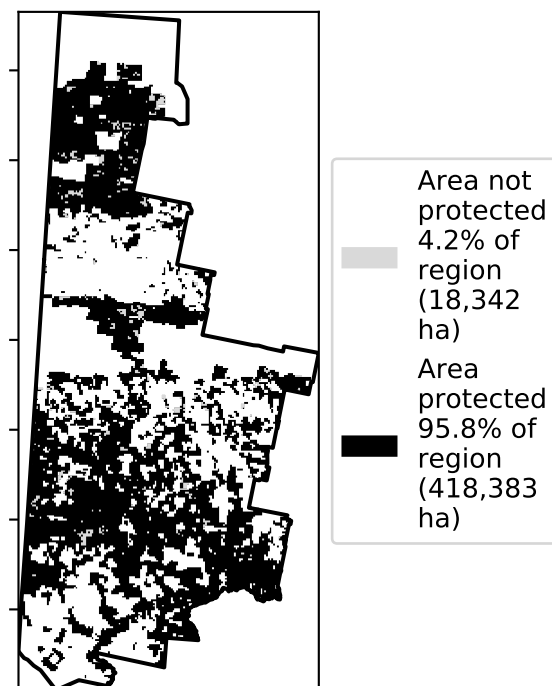 Area not
protected
4.2% of
region
(18,342
ha)
Area
protected
95.8% of
region
(418,383
ha)